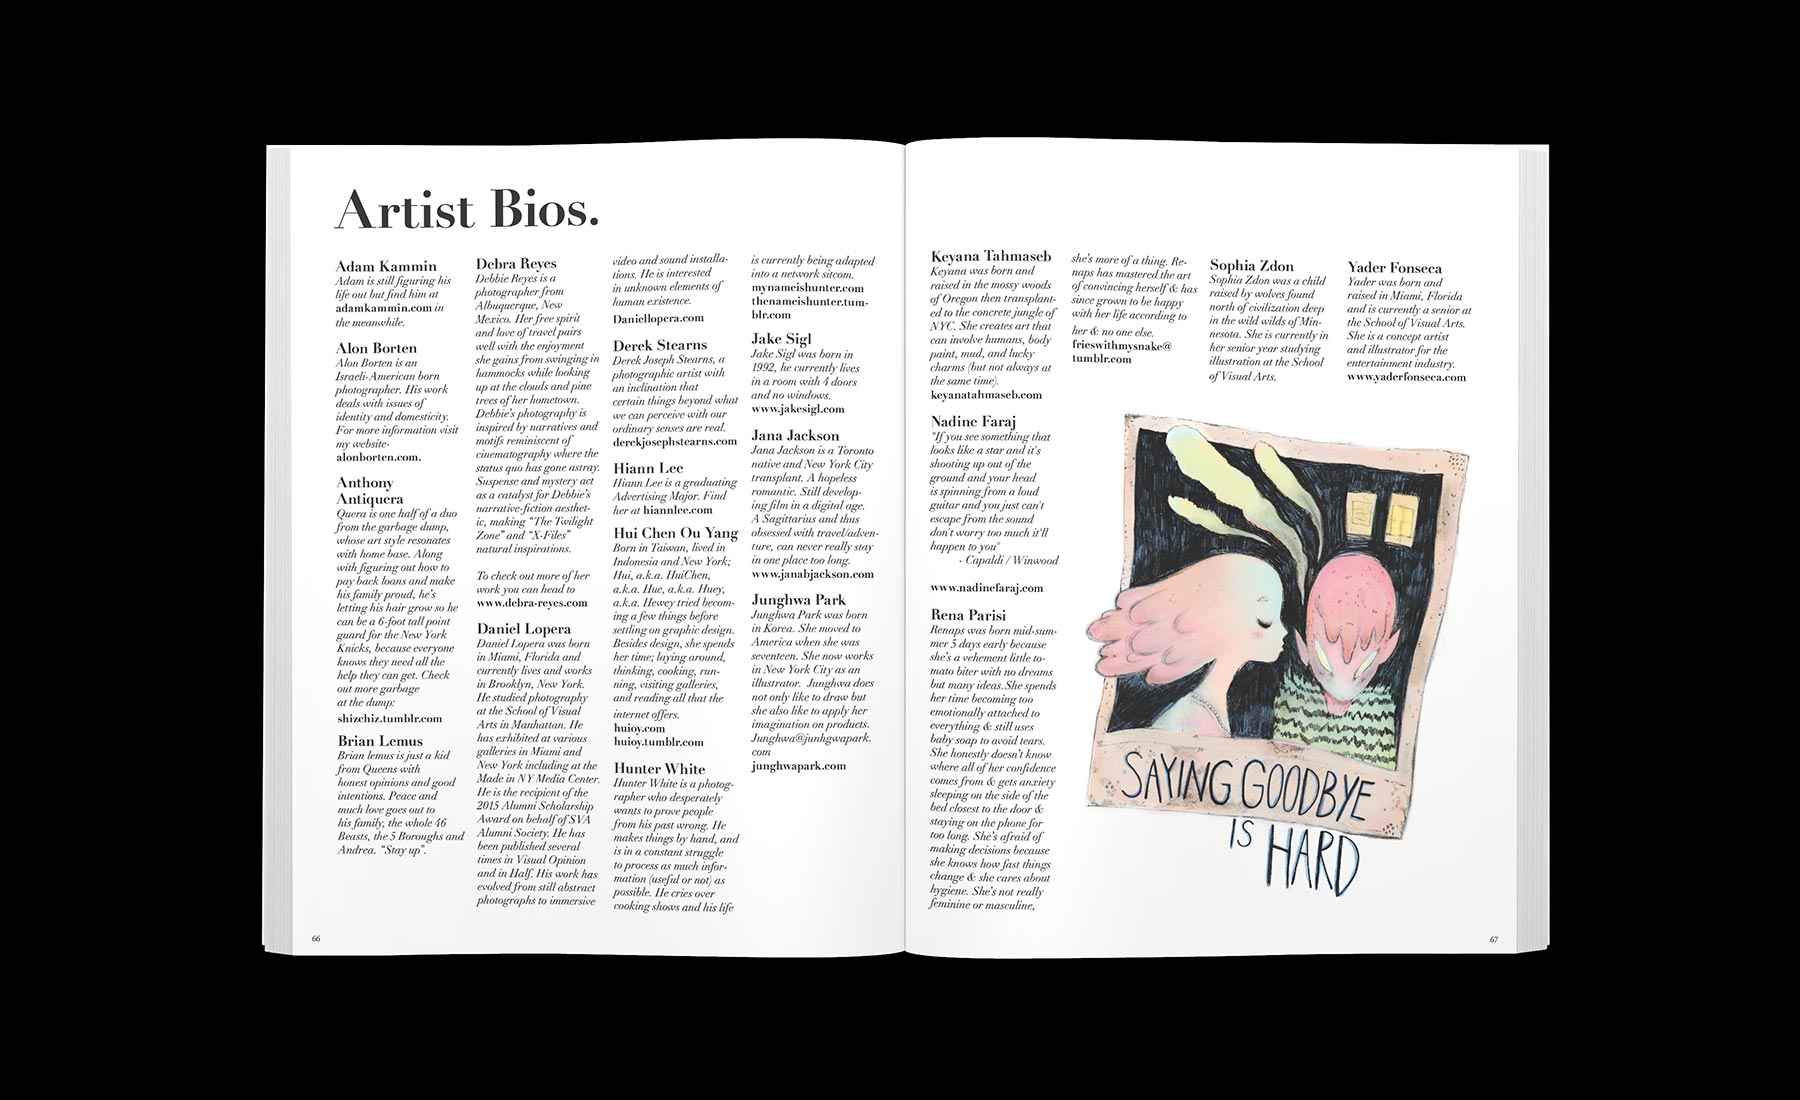 Artist Bios.
Adam Kammin
Adam is still figuring his
life out but find him at
adamkammin.com in
the meanwhile.
Alon Borten
Alon Borten is an
Israeli-American born
photographer. His work
deals with issues of
identity and domesticity.
For more information visit
my website-
alonborten.com.
Anthony
Antiquera
Quera is one half of a duo
from the garbage dump,
whose art style resonates
with home base. Along
with figuring out how to
pay back loans and make
his family proud, he's
letting his hair grow so he
can be a 6-foot tall point
guard for the New York
Knicks, because everyone
knows they need all the
help they can get. Check
out more garbage
at the dump:
shizchiz.tumblr.com
Brian Lemus
Brian lemus is just a kid
from Queens with
honest opinions and good
intentions. Peace and
much love goes out to
his family, the whole 46
Beasts, the 5 Boroughs and
Andrea. “Stay up”.
Debra Reyes
Debbie Reyes is a
photographer from
Albuquerque, New
Mexico. Her free spirit
and love of travel pairs
well with the enjoyment
she gains from swinging in
hammocks while looking
up at the clouds and pine
trees of her hometown.
Debbie's photography is
inspired by narratives and
motifs reminiscent of
cinematography where the
status quo has gone astray.
Suspense and mystery act
as a catalyst for Debbie's
narrative-fiction aesthet-
ic, making “The Twilight
Zone” and “X-Files”
natural inspirations.
To check out more of her
work you can head to
www.debra-reyes.com
Daniel Lopera
Daniel Lopera was born
in Miami, Florida and
currently lives and works
in Brooklyn, New York.
He studied photography
at the School of Visual
Arts in Manhattan. He
has exhibited at various
galleries in Miami and
New York including at the
Made in NY Media Center.
He is the recipient of the
2015 Alumni Scholarship
Award on behalf of SVA
Alumni Society. He has
been published several
times in Visual Opinion
and in Half. His work has
evolved from still abstract
photographs to immersive
video and sound installa-
tions. He is interested
in unknown elements of
human existence.
Daniellopera.com
Derek Stearns
Derek Joseph Stearns, a
photographic artist with
an inclination that
certain things beyond what
we can perceive with our
ordinary senses are real.
derekjosephstearns.com
Hiann Lee
Hiann Lee is a graduating
Advertising Major. Find
her at hiannlee.com
Hui Chen Ou Yang
Born in Taiwan, lived in
Indonesia and New York;
Hui, a.k.a. HuiChen,
a.k.a. Hue, a.k.a. Huey,
a.k.a. Hewey tried becom-
ing a few things before
settling on graphic design.
Besides design, she spends
her time; laying around,
thinking, cooking, run-
ning, visiting galleries,
and reading all that the
internet offers.
huioy.com
huioy.tumblr.com
Hunter White
Hunter White is a photog-
rapher who desperately
wants to prove people
from his past wrong. He
makes things by hand, and
is in a constant struggle
to process as much infor-
mation (useful or not) as
possible. He cries over
cooking shows and his life
is currently being adapted
into a network sitcom.
mynameishunter.com
thenameishunter.tum-
blr.com
Jake Sigl
Jake Sigl was born in
1992, he currently lives
in a room with 4 doors
and no windows.
www.jakesigl.com
Jana Jackson
Jana Jackson is a Toronto
native and New York City
transplant. A hopeless
romantic. Still develop-
ing film in a digital age.
A Sagittarius and thus
obsessed with travel/adven-
ture, can never really stay
in one place too long.
www.janabjackson.com
Junghwa Park
Junghwa Park was born
in Korea. She moved to
America when she was
seventeen. She now works
in New York City as an
illustrator. Junghwa does
not only like to draw but
she also like to apply her
imagination on products.
Junghwa@junhgwapark.
com
junghwapark.com
66
Keyana Tahmaseb
Keyana was born and
raised in the mossy woods
of Oregon then transplant-
ed to the concrete jungle of
NYC. She creates art that
can involve humans, body
paint, mud, and lucky
charms (but not always at
the same time).
keyanatahmaseb.com
Nadine Faraj
"If you see something that
looks like a star and it's
shooting up out of the
ground and your head
is spinning from a loud
guitar and you just can't
escape from the sound
don't worry too much it'll
happen to you"
- Capaldi / Winwood
www.nadinefaraj.com
Rena Parisi
Renaps was born mid-sum-
mer 5 days early because
she's a vehement little to-
mato biter with no dreams
but many ideas.She spends
her time becoming too
emotionally attached to
everything & still uses
baby soap to avoid tears.
She honestly doesn't know
where all of her confidence
comes from & gets anxiety
sleeping on the side of the
bed closest to the door &
staying on the phone for
too long. She's afraid of
making decisions because
she knows how fast things
change & she cares about
hygiene. She's not really
feminine or masculine,
she's more of a thing. Re-
naps has mastered the art
of convincing herself & has
since grown to be happy
with her life according to
her & no one else.
frieswithmysnake@
tumblr.com
Sophia Zdon
Sophia Zdon was a child
raised by wolves found
north of civilization deep
in the wild wilds of Min-
nesota. She is currently in
her senior year studying
illustration at the School
of Visual Arts.
Yader Fonseca
Yader was born and
raised in Miami, Florida
and is currently a senior at
the School of Visual Arts.
She is a concept artist
and illustrator for the
entertainment industry.
www.yaderfonseca.com
SAYING GOODBYE
IS HARD
67